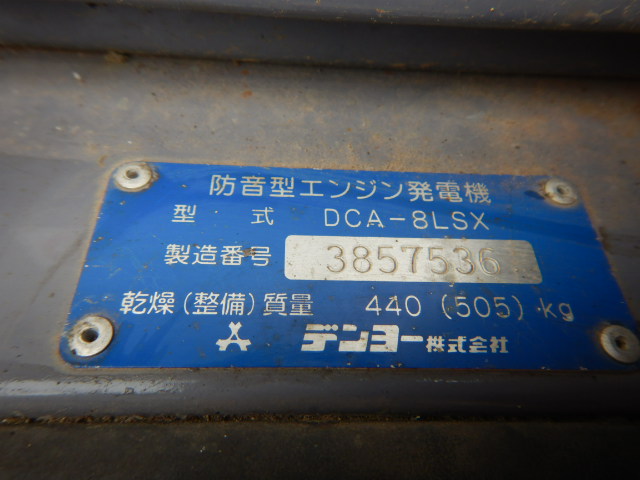 防音型エンジン発電機
型 式 DCA-8LSX
製造番号 3857536
乾燥(整備)質量 440 (505) kg
デンヨー株式会社